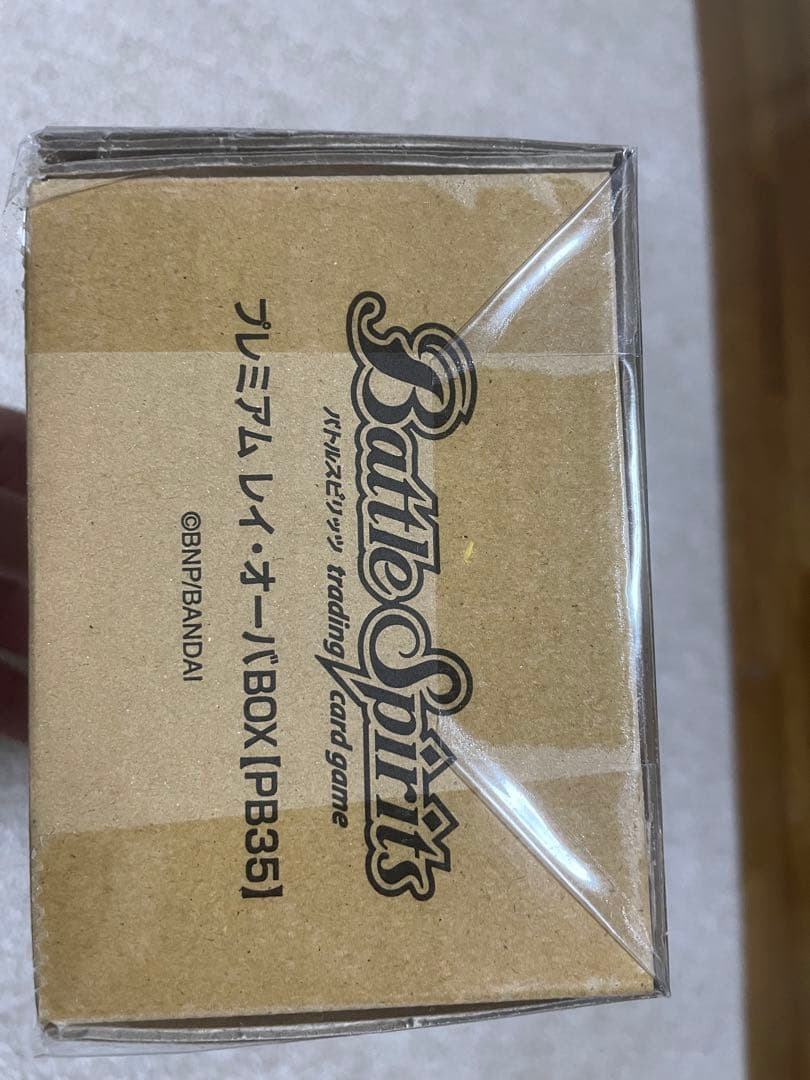 Battle Spirits
バトルスピリッツ trading card game
プレミアム レイ・オーバBOX【PB35】
©BNP/BANDAI